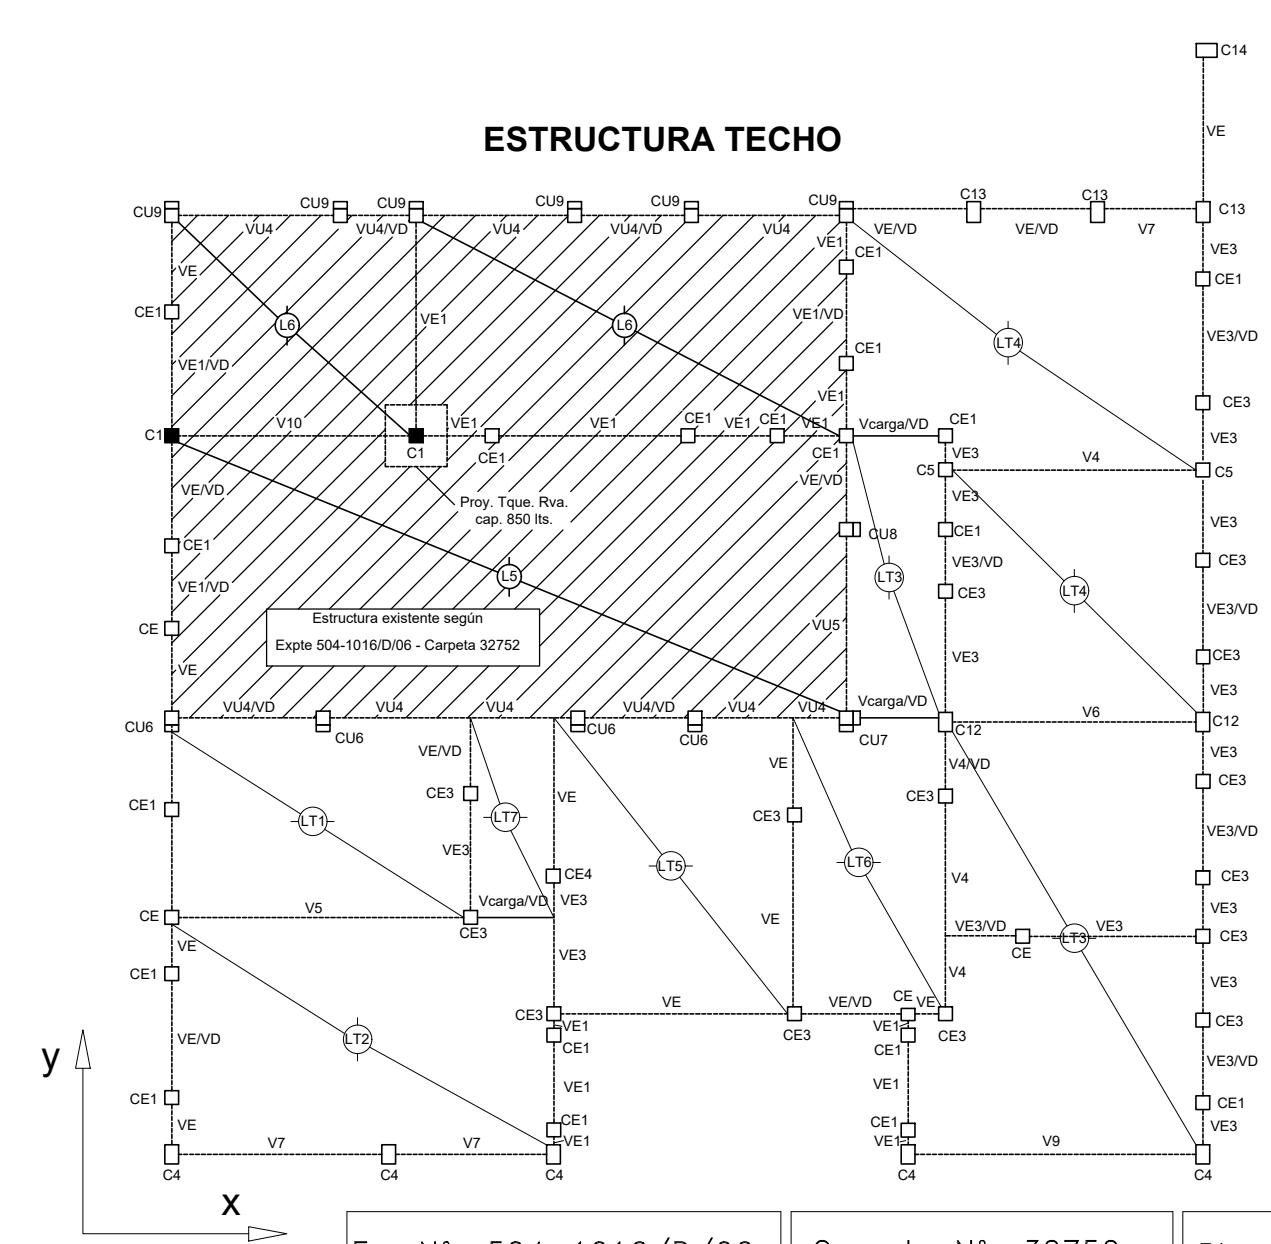 C14
VE
ESTRUCTURA TECHO
CU9
CU9
CU9
CU9
CU9
CU9
C13
C13
C13
VU4
VU4/VD
VU4
VU4/VD
VU4
VE1
VE/VD
VE/VD
V7
VE3
CE1
CE1
VE
CE1
L6
VE1
L6
VE1/VD
VE3/VD
LT4
CE1
VE1/VD
VE1
CE3
C1
V10
C1
VE1
CE1
VE1
CE1
VE1
CE1
VE1
CE1
Vcarga/VD
CE1
VE3
VE3
C5
V4
C5
VE/VD
VE/VD
VE3
Proy. Tque. Rva.
cap. 850 lts.
CE1
CU8
CE1
VE3
CE3
VE3/VD
L5
LT3
CE3
LT4
VE1/VD
VE3/VD
Estructura existente según
Expte 504-1016/D/06 - Carpeta 32752
CE
VU5
VE3
CE3
VE
VE3
CU6
VU4/VD
CU6
VU4
VU4
CU6
VU4/VD
CU6
VU4
VU4
CU7
Vcarga/VD
C12
V6
C12
VE/VD
VE
V4/VD
VE3
CE3
VE
CE3
CE3
CE1
LT1
LT7
CE3
VE3/VD
VE3
LT5
LT6
CE4
V4
CE3
CE
V5
CE3
Vcarga/VD
VE3
VE3
VE
VE
VE3/VD
CE
LT3
VE3
CE3
CE1
VE3
V4
VE3
CE3
VE
CE3
VE/VD
CE
VE
CE3
CE3
VE1
CE1
VE1
CE1
VE/VD
LT2
VE3/VD
VE1
VE1
CE1
CE1
VE
CE1
VE1
CE1
VE1
VE3
V7
V7
V9
C4
C4
C4
C4
C4
y
x